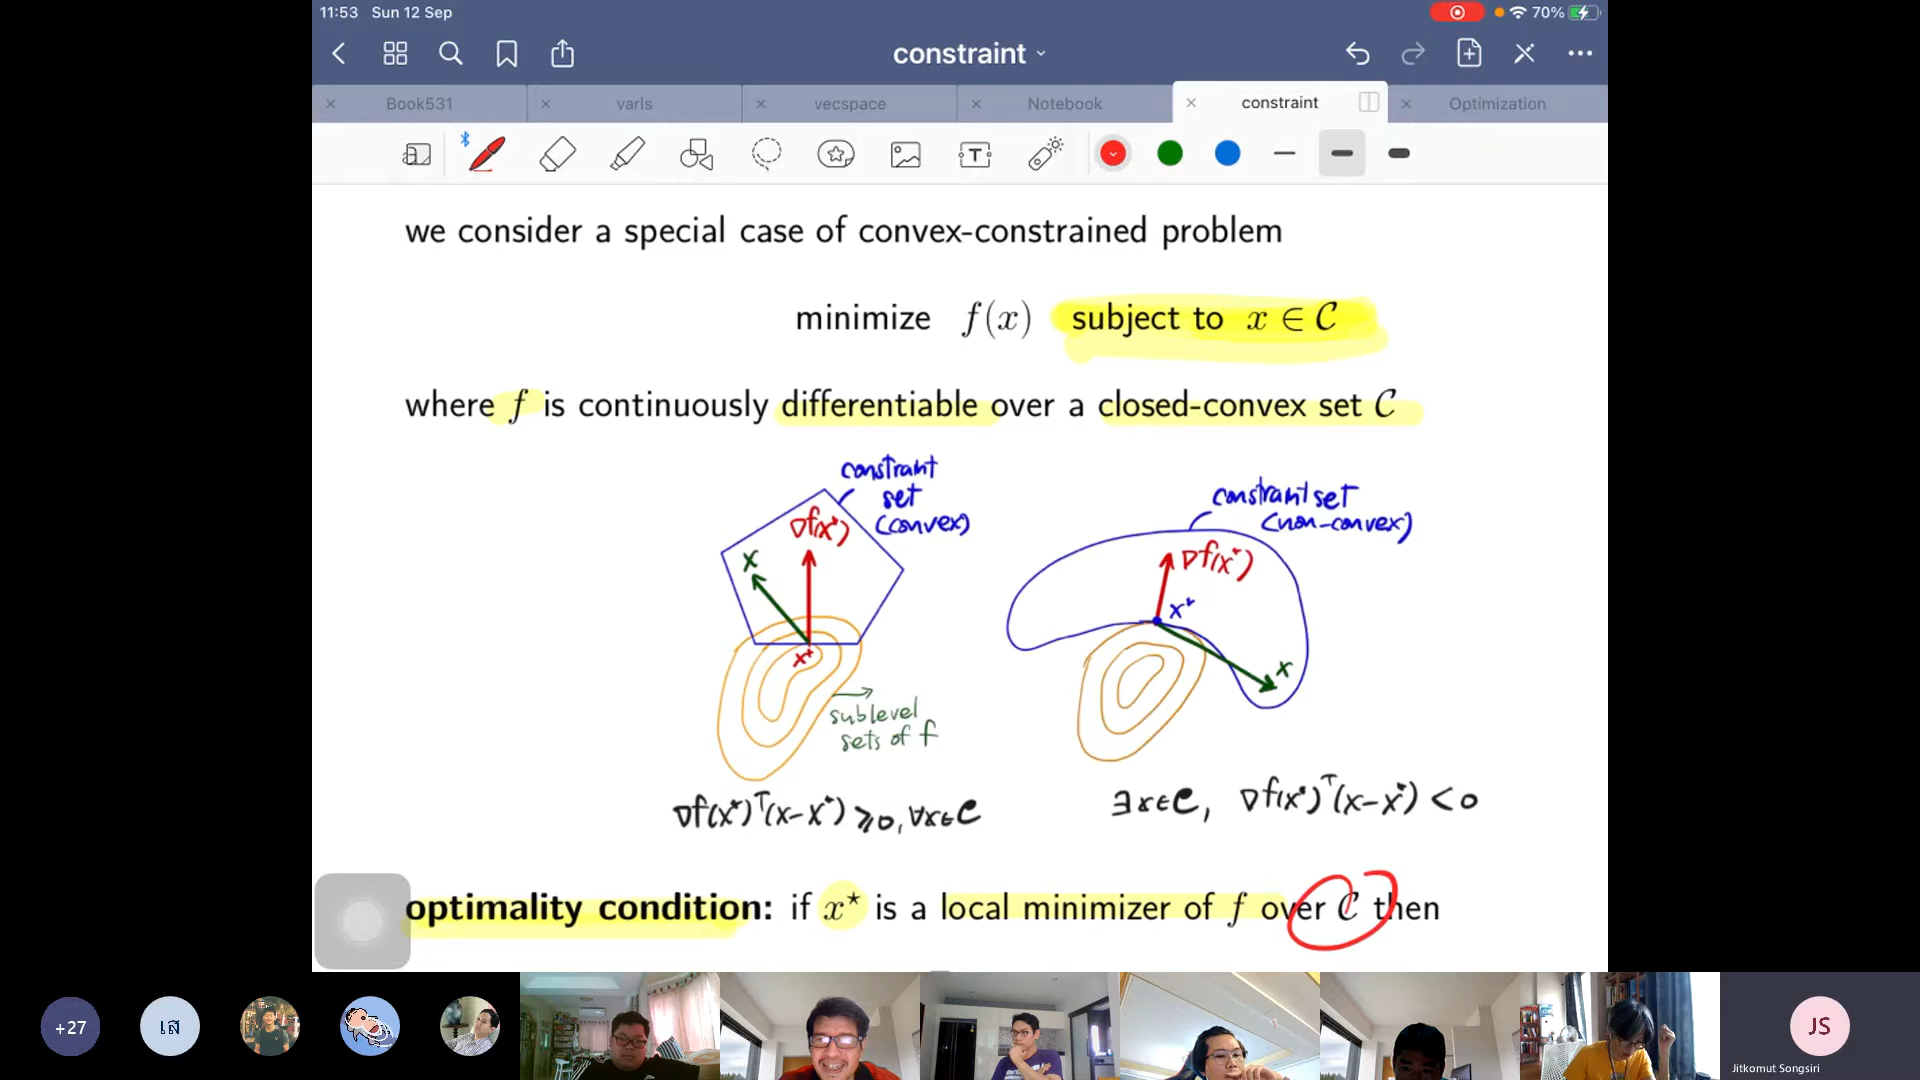 11:53 Sun 12 Sep
70%
constraint
Book531
varls
vecspace
Notebook
constraint
Optimization
we consider a special case of convex-constrained problem
minimize f(x) subject to x ∈ 𝒞
where f is continuously differentiable over a closed-convex set 𝒞
constraint
set
(convex)
∇f(x*)
x
x*
sublevel
sets of f
∇f(x*)ᵀ(x-x*) ≥ 0, ∀x∈𝒞
constraint set
(non-convex)
∇f(x*)
x*
x
∃x∈𝒞, ∇f(x*)ᵀ(x-x*) < 0
optimality condition: if x⋆ is a local minimizer of f over 𝒞 then
+27
เส
JS
Jitkomut Songsiri